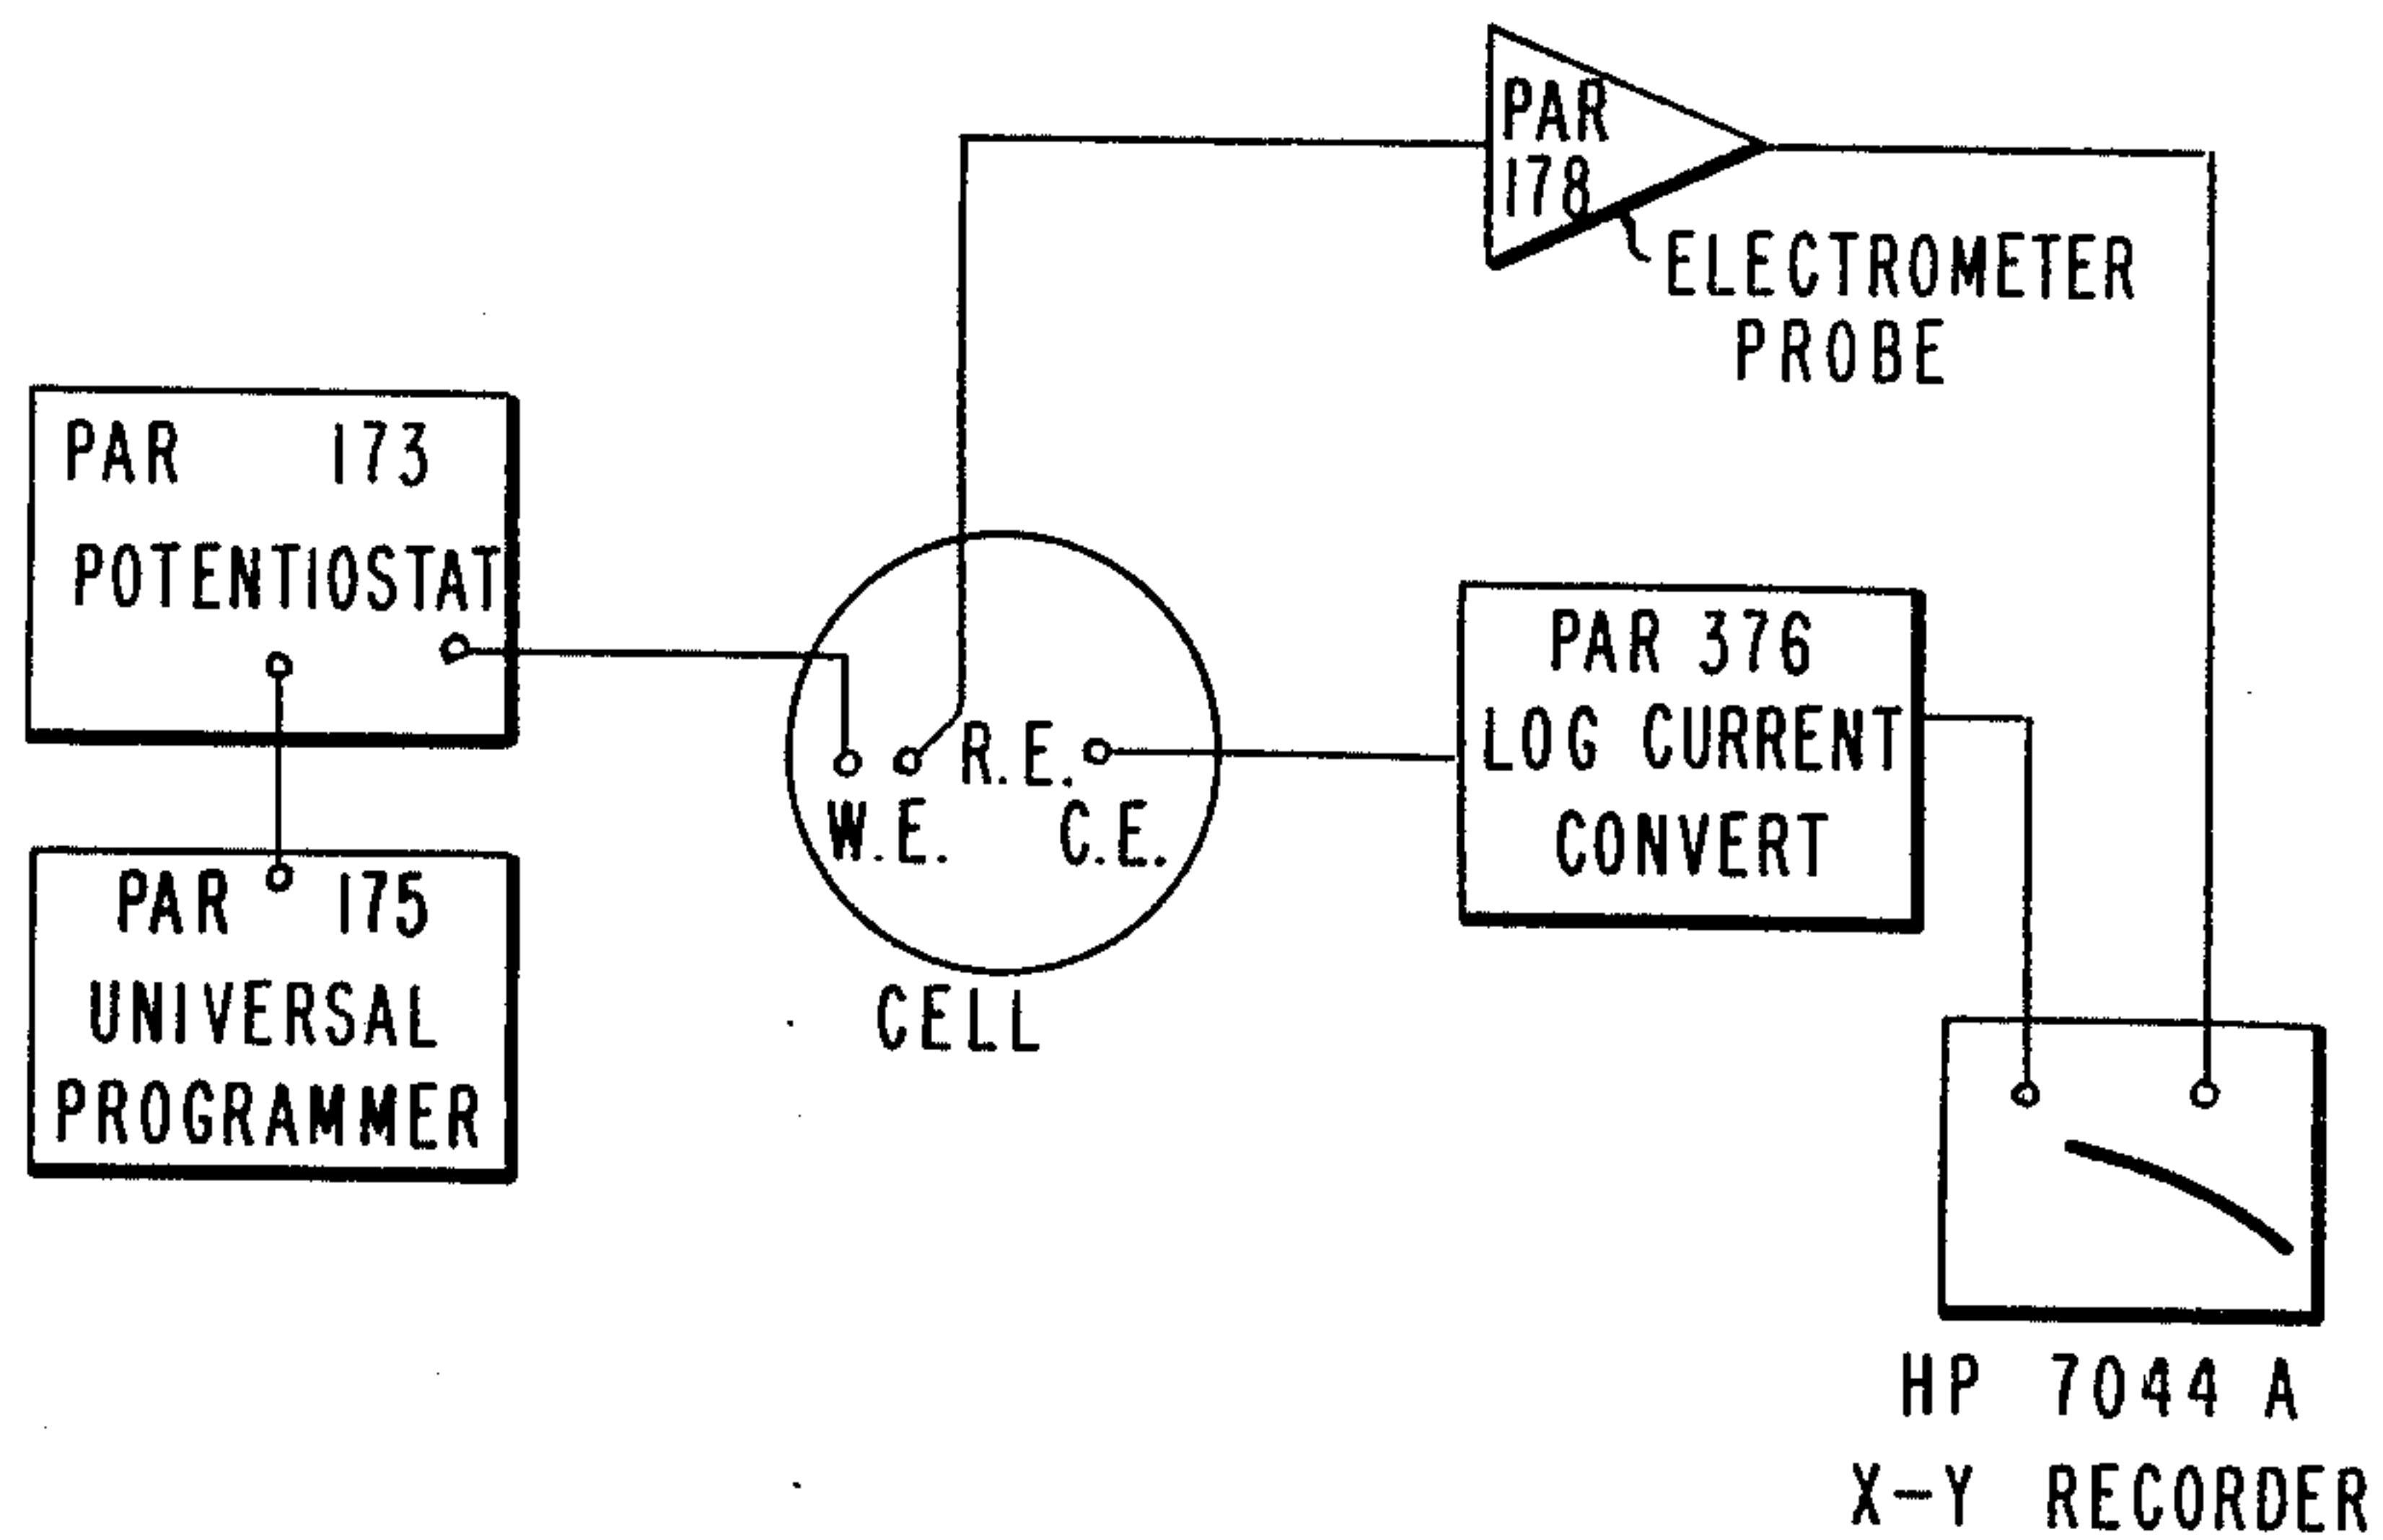 PAR
178
ELECTROMETER
PROBE
PAR 173
POTENTIOSTAT
PAR 175
UNIVERSAL
PROGRAMMER
R.E.
W.E.
C.E.
CELL
PAR 376
LOG CURRENT
CONVERT
HP 7044 A
X-Y RECORDER